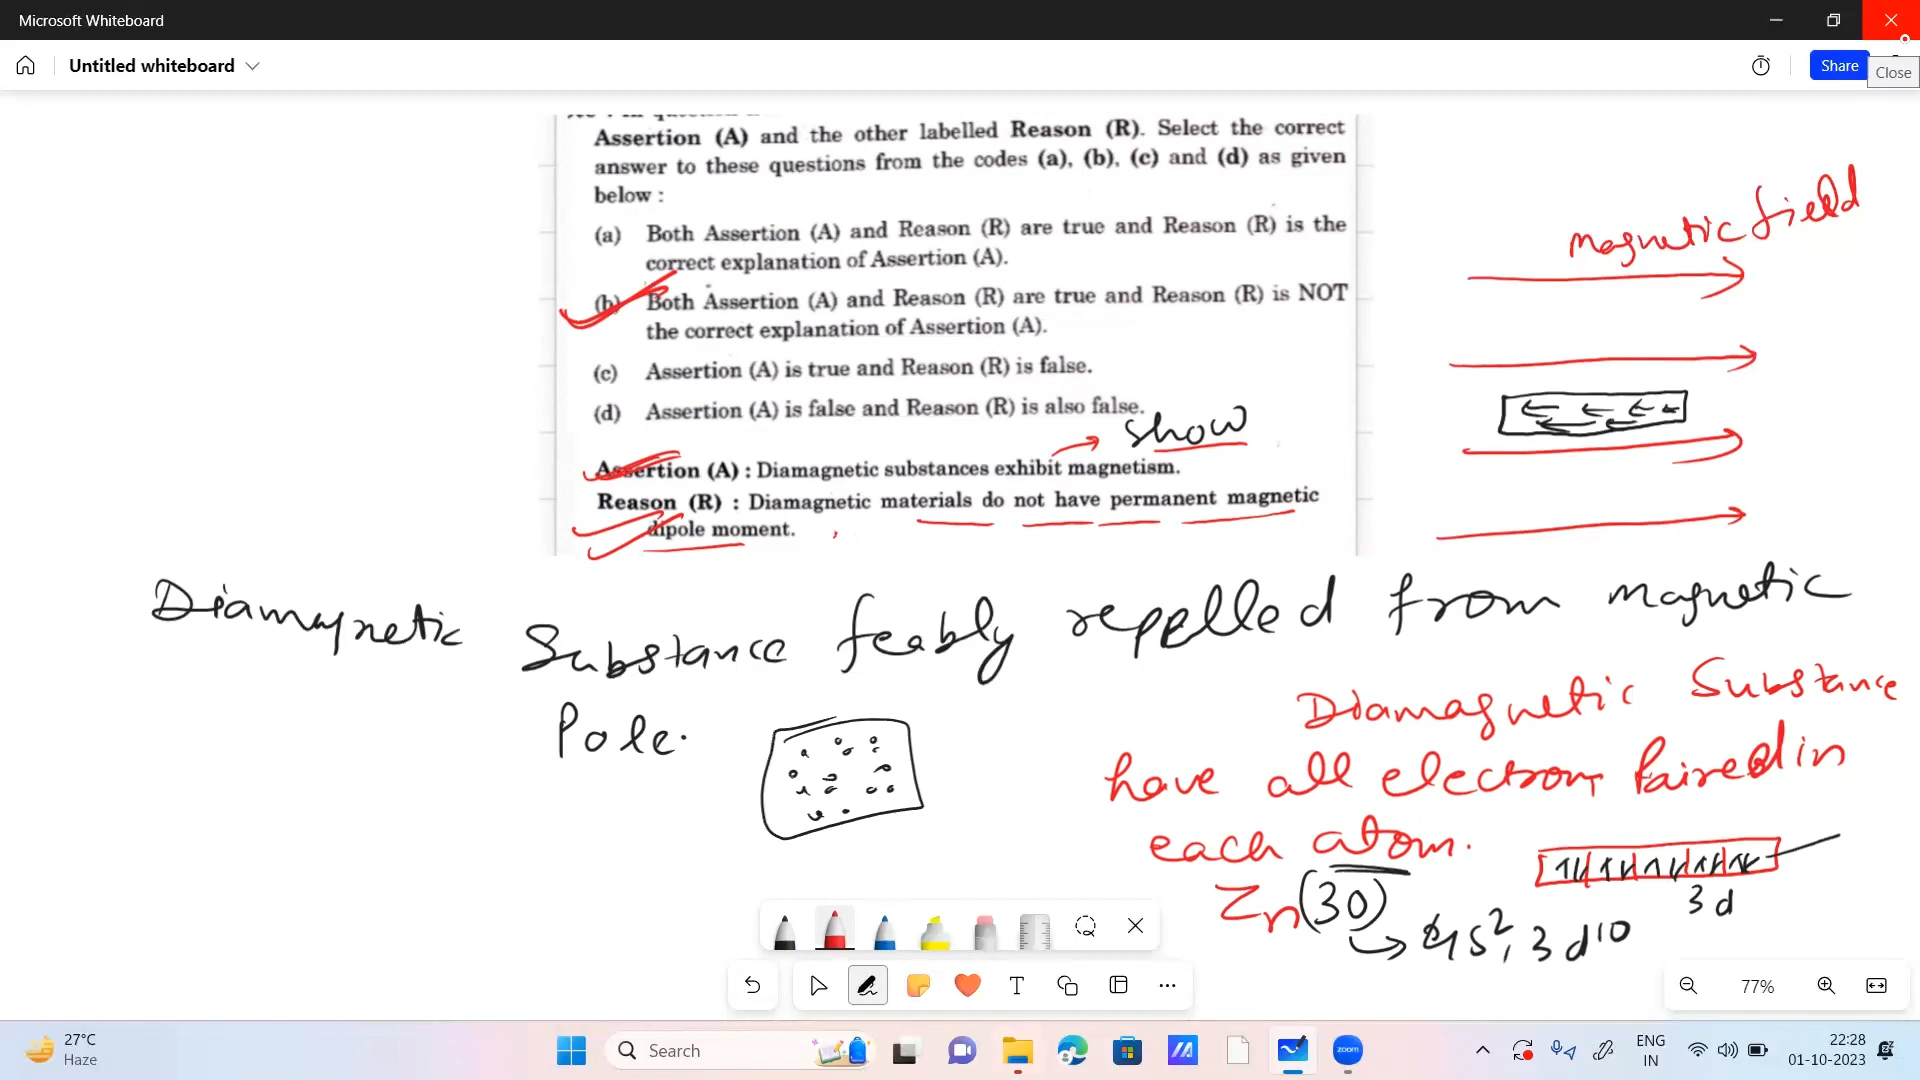 Microsoft Whiteboard
Untitled whiteboard
Share
Close
Assertion (A) and the other labelled Reason (R). Select the correct
answer to these questions from the codes (a), (b), (c) and (d) as given
below :
(a) Both Assertion (A) and Reason (R) are true and Reason (R) is the
correct explanation of Assertion (A).
(b) Both Assertion (A) and Reason (R) are true and Reason (R) is NOT
the correct explanation of Assertion (A).
(c) Assertion (A) is true and Reason (R) is false.
(d) Assertion (A) is false and Reason (R) is also false.
show
Assertion (A) : Diamagnetic substances exhibit magnetism.
Reason (R) : Diamagnetic materials do not have permanent magnetic
dipole moment.
magnetic field
Diamagnetic Substance feably repelled from magnetic
Pole.
Diamagnetic Substance
have all electron Paired in
each atom.
Zn(30)
4s², 3d10
3d
77%
27°C
Haze
Search
zoom
ENG
IN
22:28
01-10-2023